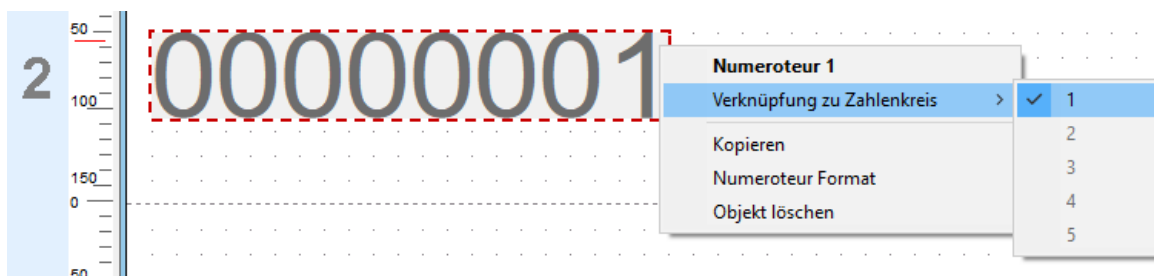 50
2
100
150
0
50
00000001
Numeroteur 1
Verknüpfung zu Zahlenkreis
Kopieren
Numeroteur Format
Objekt löschen
1
2
3
4
5